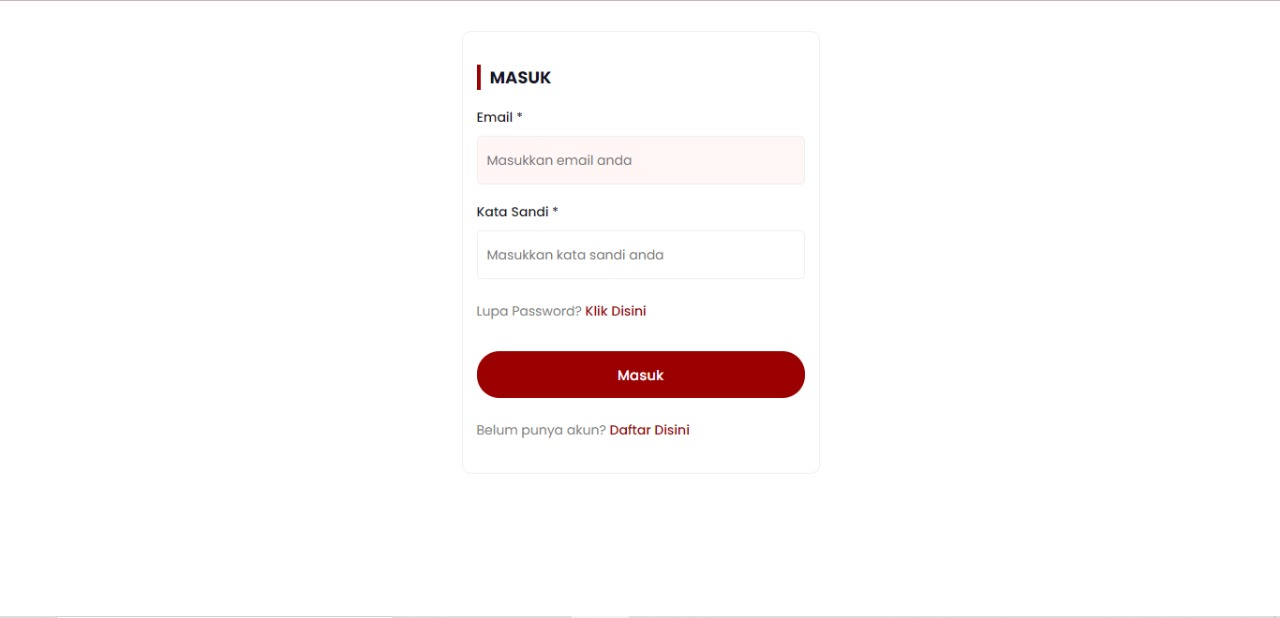 MASUK
Email *
Masukkan email anda
Kata Sandi *
Masukkan kata sandi anda
Lupa Password? Klik Disini
Masuk
Belum punya akun? Daftar Disini